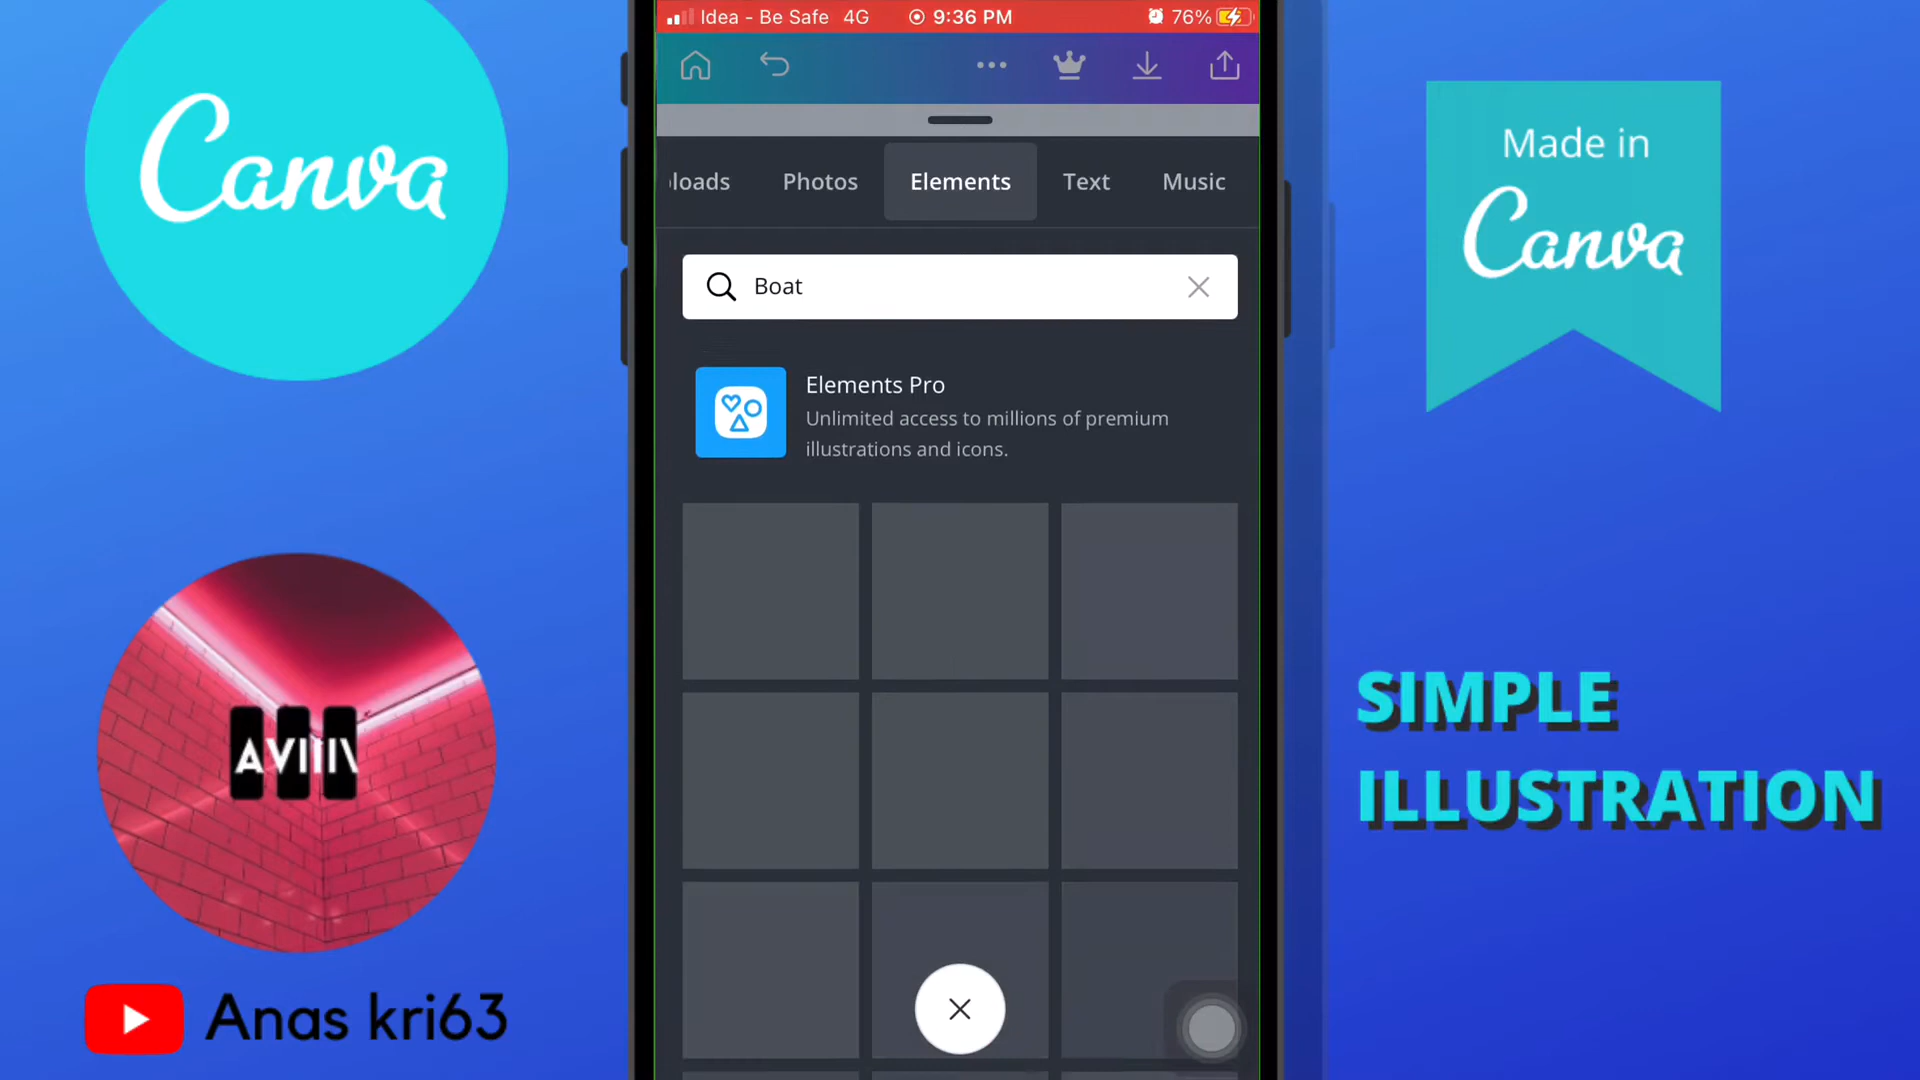 Canva
AVIIIV
Anas kri63
Idea - Be Safe 4G 9:36 PM 76%
loads Photos Elements Text Music
Boat
Elements Pro
Unlimited access to millions of premium
illustrations and icons.
Made in
Canva
SIMPLE
ILLUSTRATION